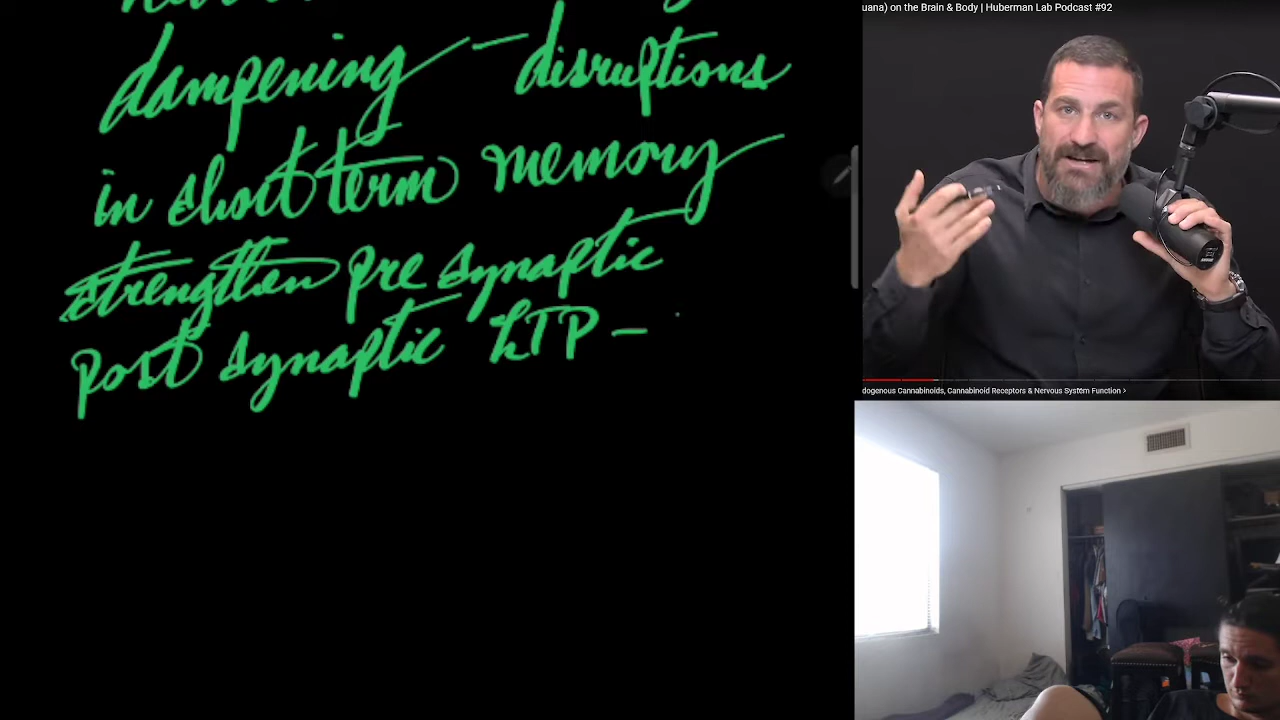 dampening - disruptions
in short term memory
strengthen pre synaptic
post synaptic LTP -
uana) on the Brain & Body | Huberman Lab Podcast #92
dogenous Cannabinoids, Cannabinoid Receptors & Nervous System Function >